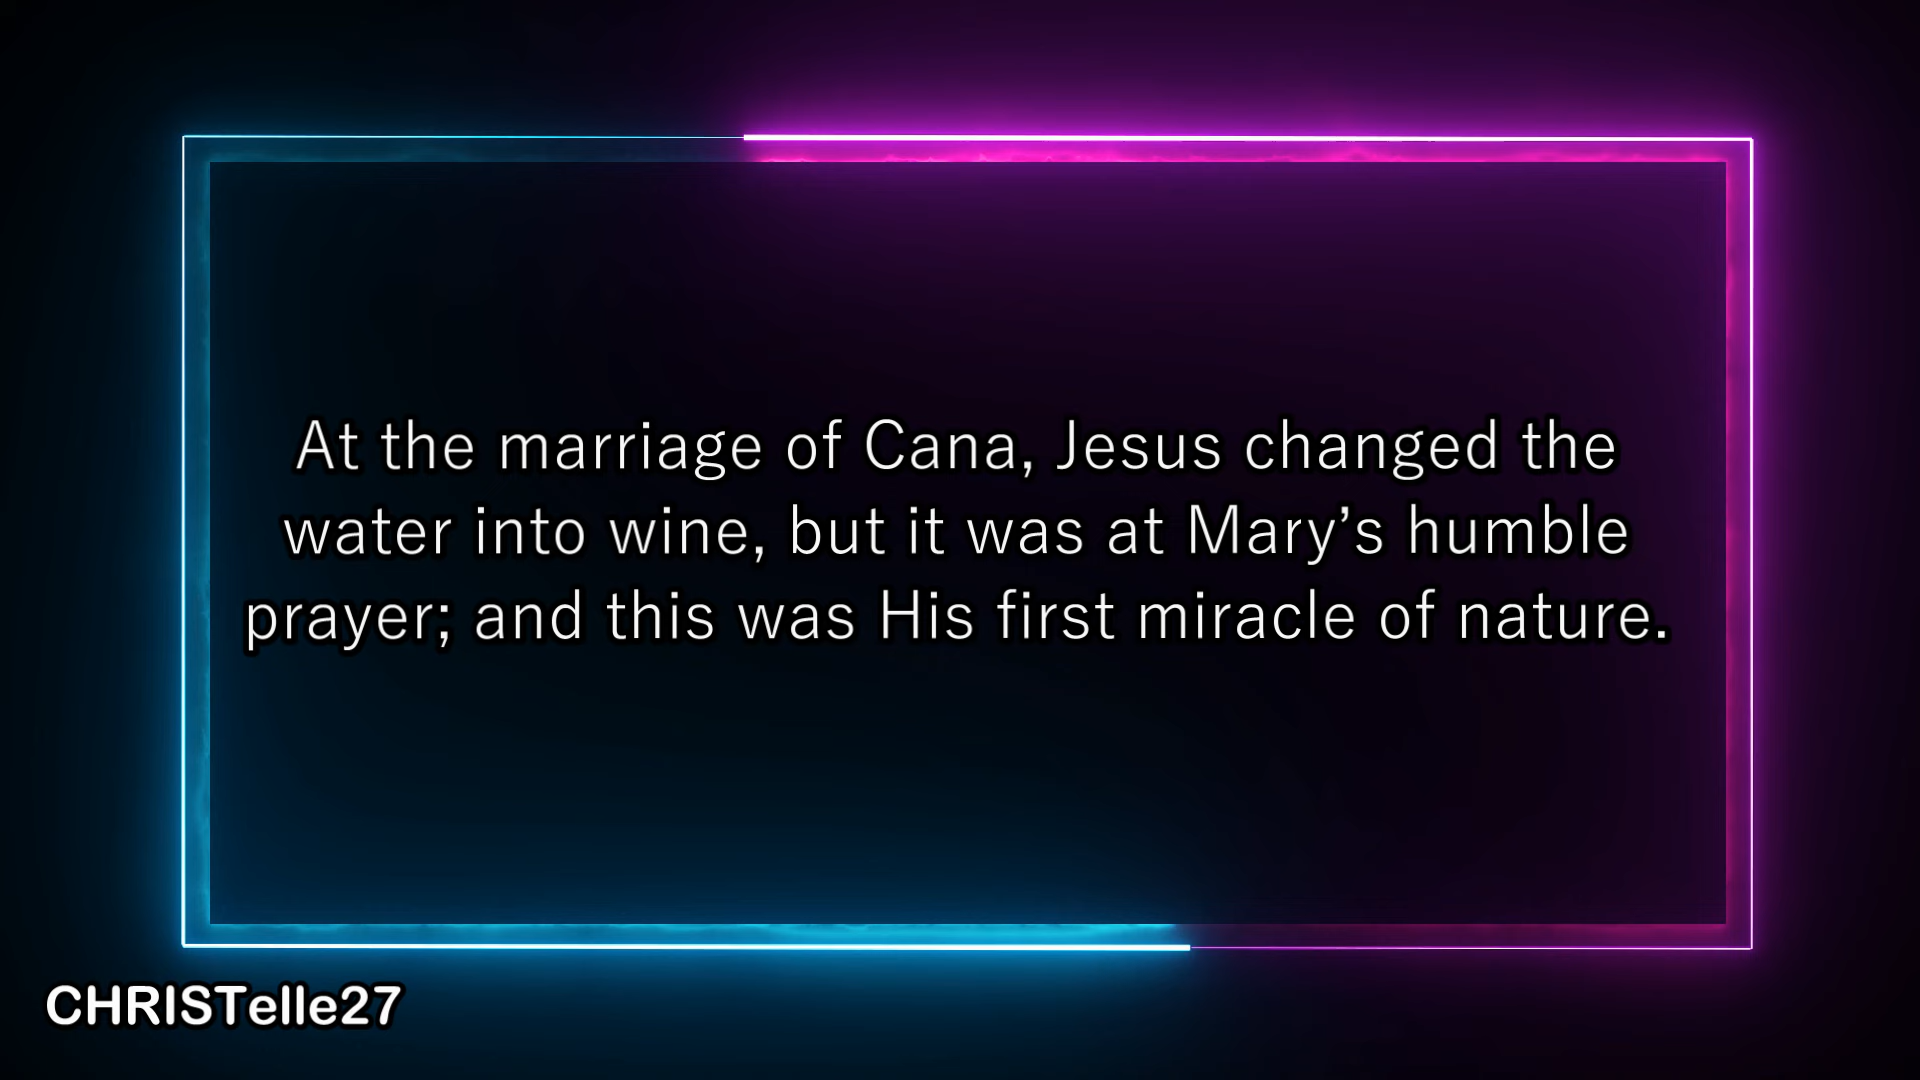 At the marriage of Cana, Jesus changed the
water into wine, but it was at Mary’s humble
prayer; and this was His first miracle of nature.
CHRISTelle27